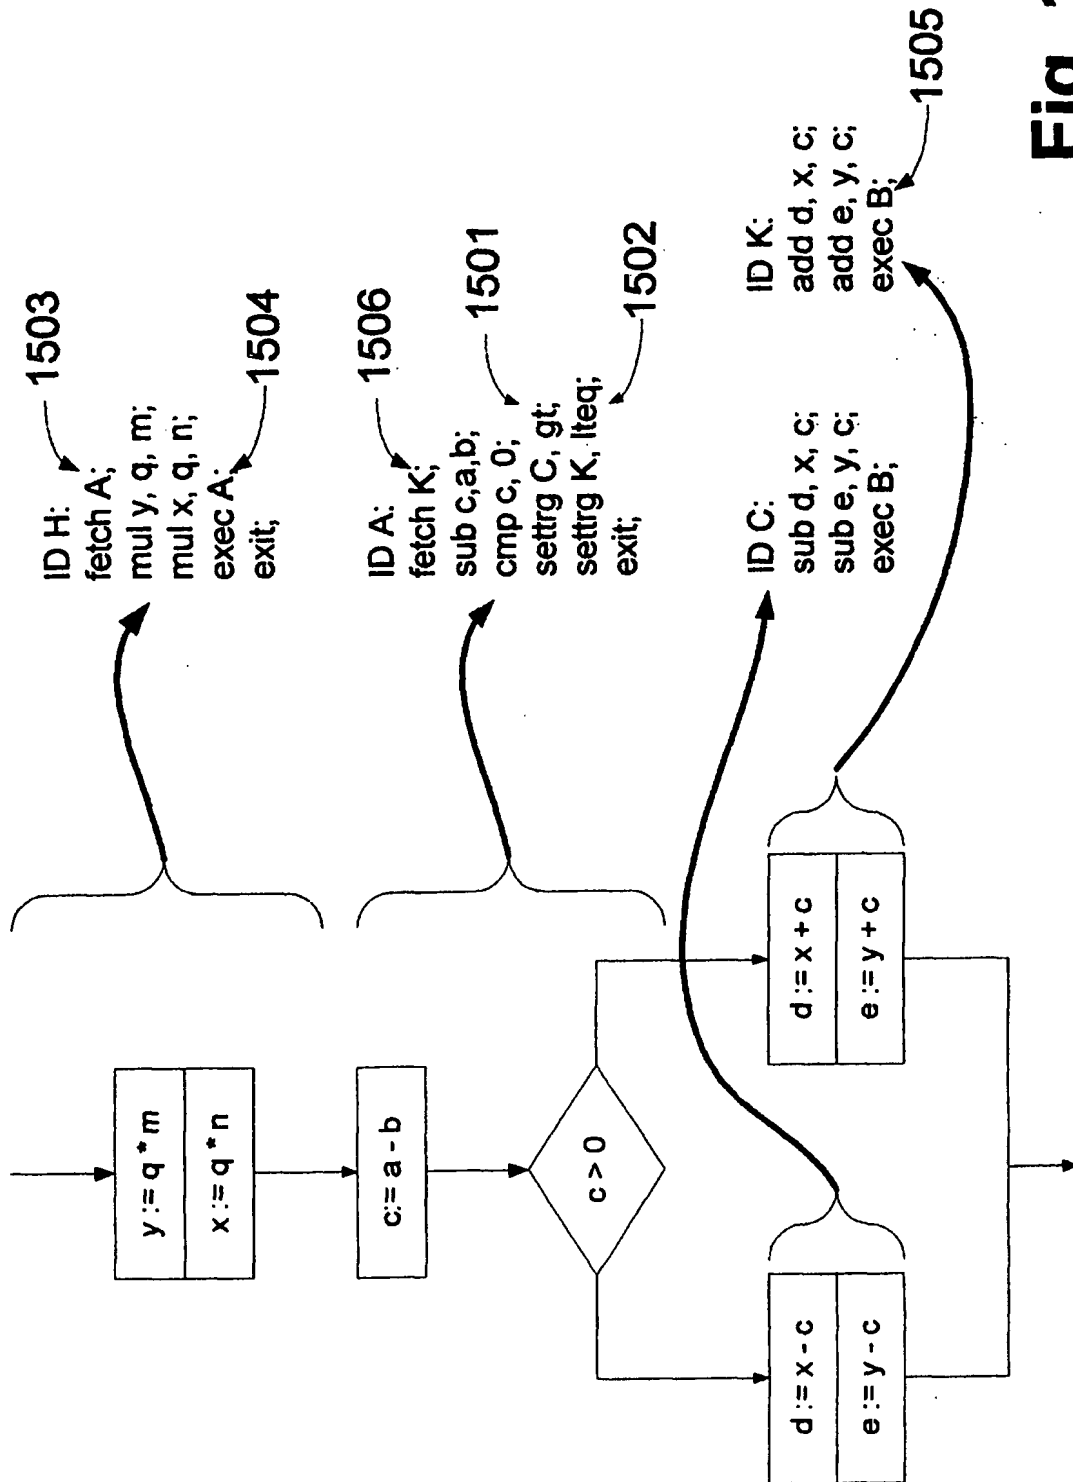 1503
ID H:
fetch A;
mul y, q, m;
mul x, q, n;
exec A;
exit;
1504
1506
ID A:
fetch K;
sub c,a,b;
cmp c, 0;
settrg C, gt;
settrg K, lteq;
exit;
1501
1502
ID C:
sub d, x, c;
sub e, y, c;
exec B;
ID K:
add d, x, c;
add e, y, c;
exec B;
1505
y := q * m
x := q * n
c:= a - b
c > 0
d := x - c
e := y - c
d := x + c
e := y + c
Fig.